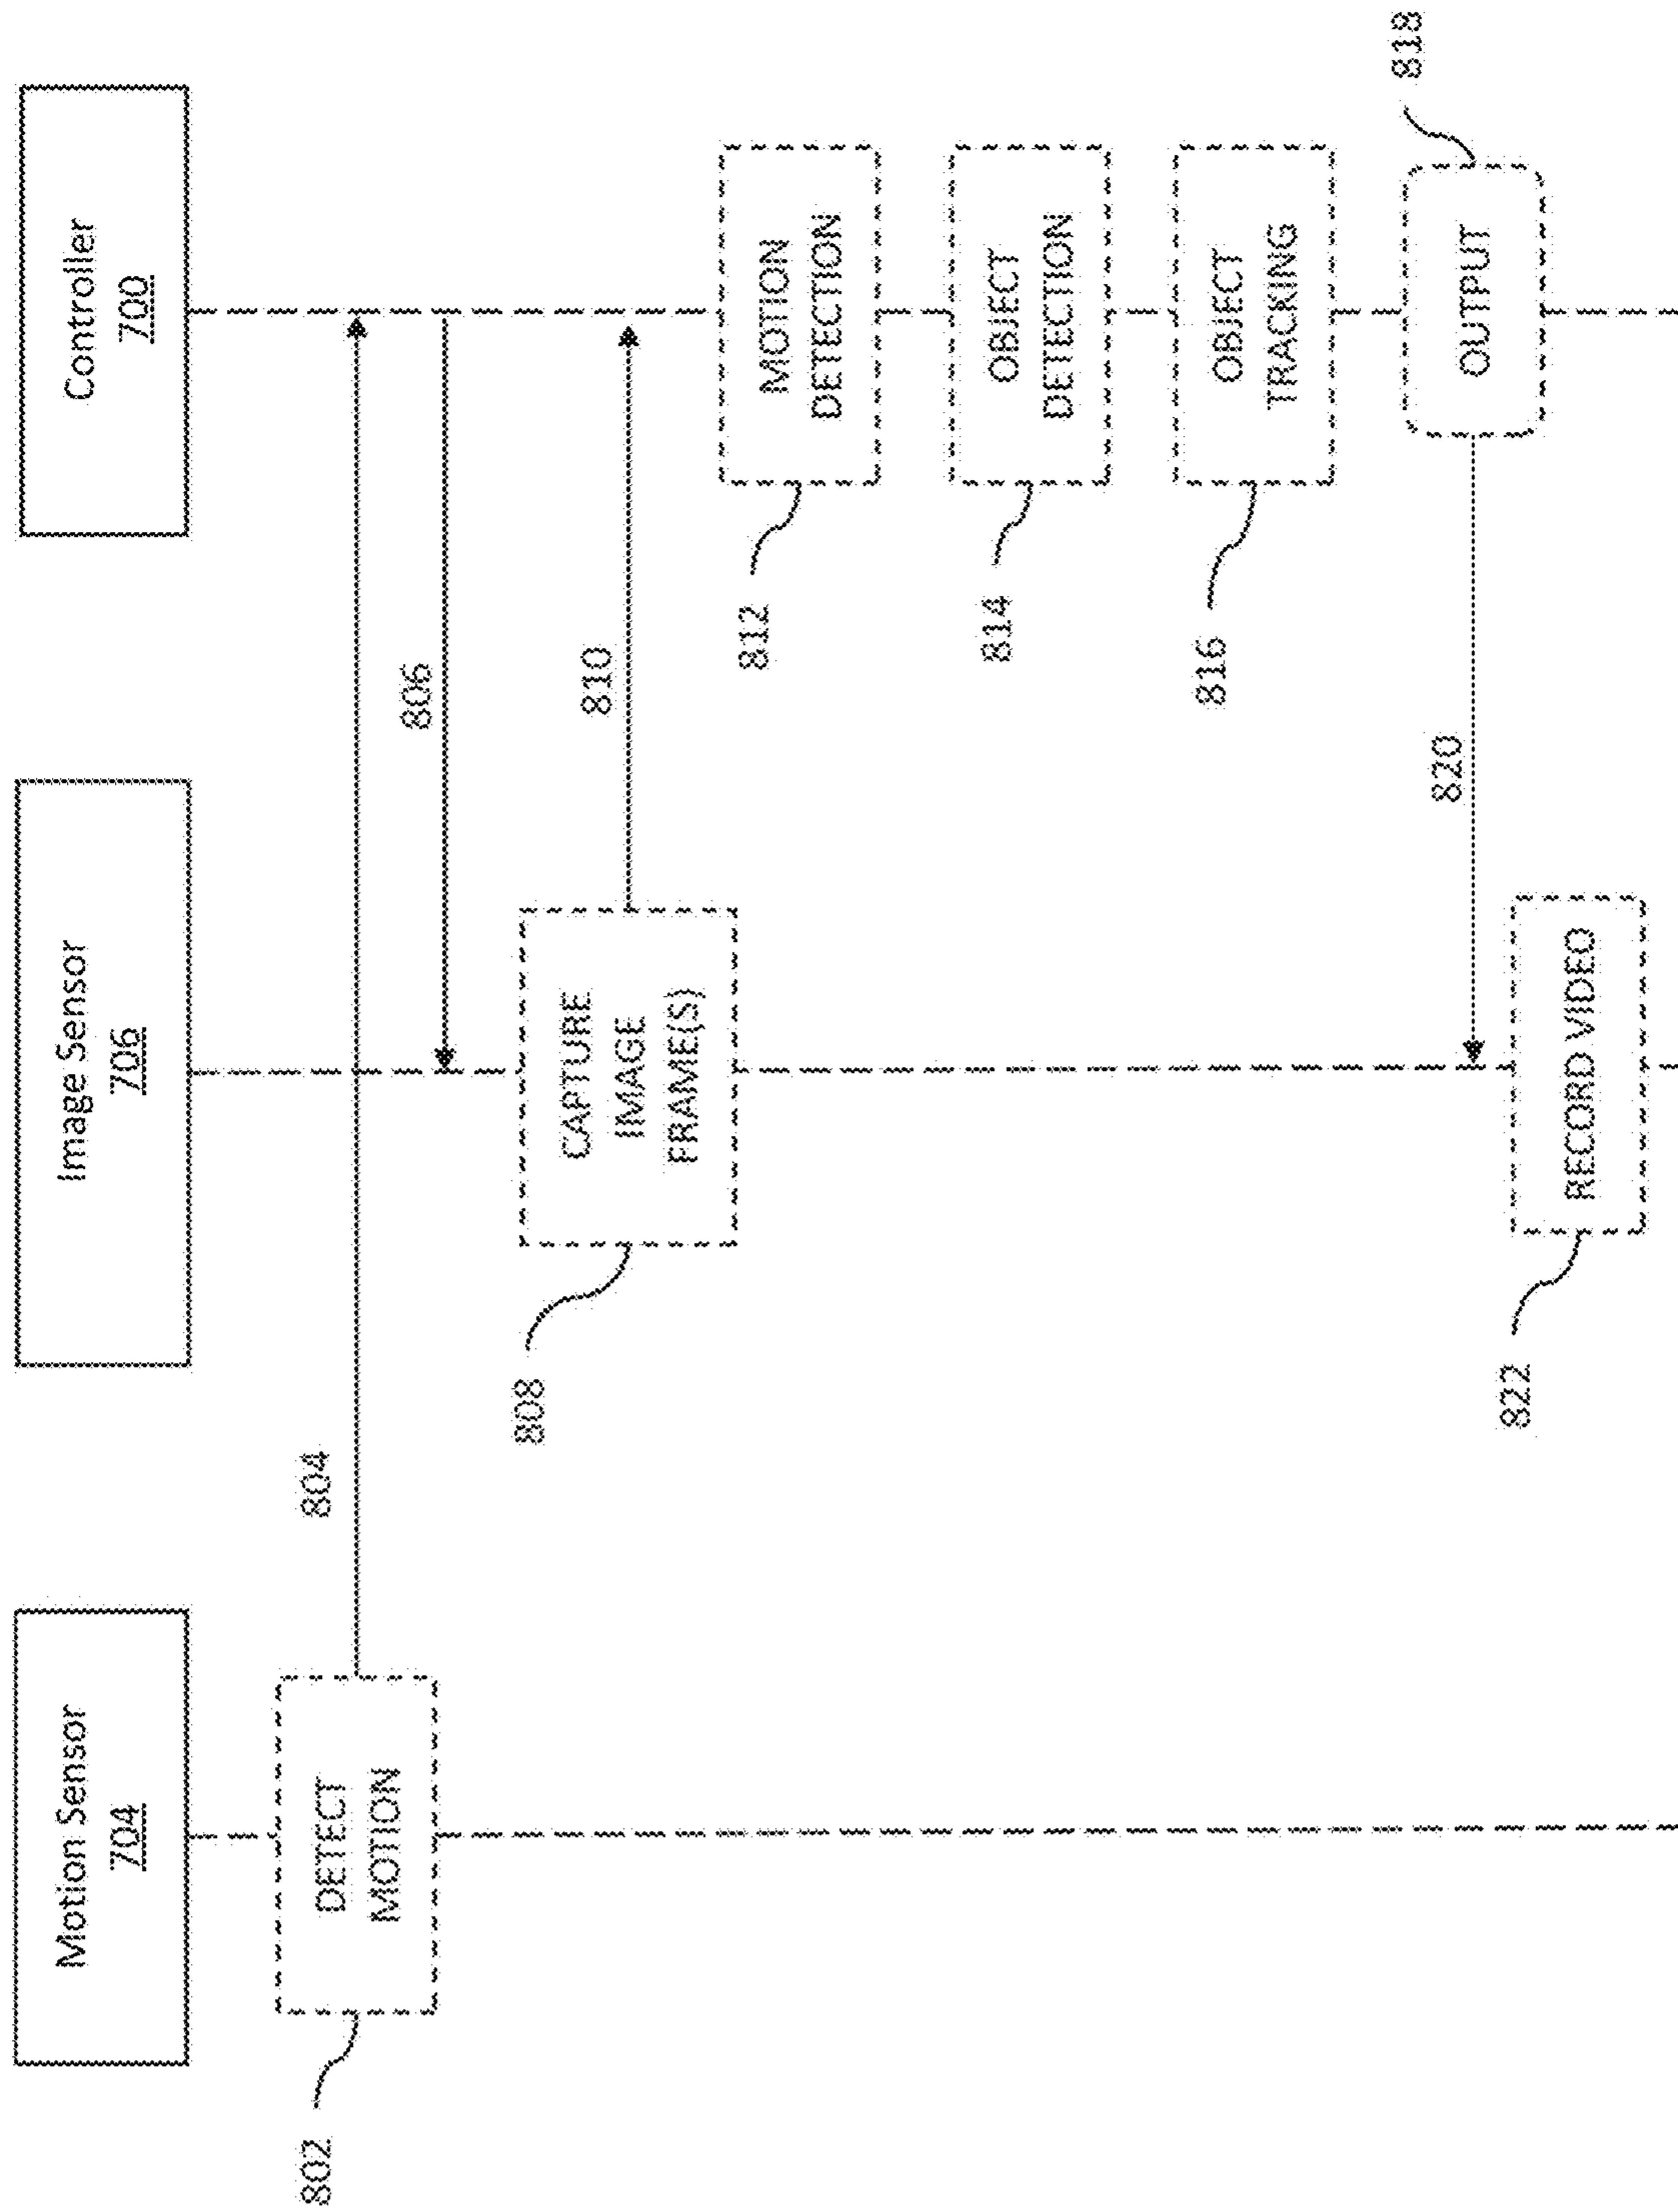 Motion Sensor
704
Image Sensor
706
Controller
700
802
DETECT
MOTION
804
806
808
CAPTURE
IMAGE
FRAME(S)
810
812
MOTION
DETECTION
814
OBJECT
DETECTION
816
OBJECT
TRACKING
818
OUTPUT
820
822
RECORD VIDEO